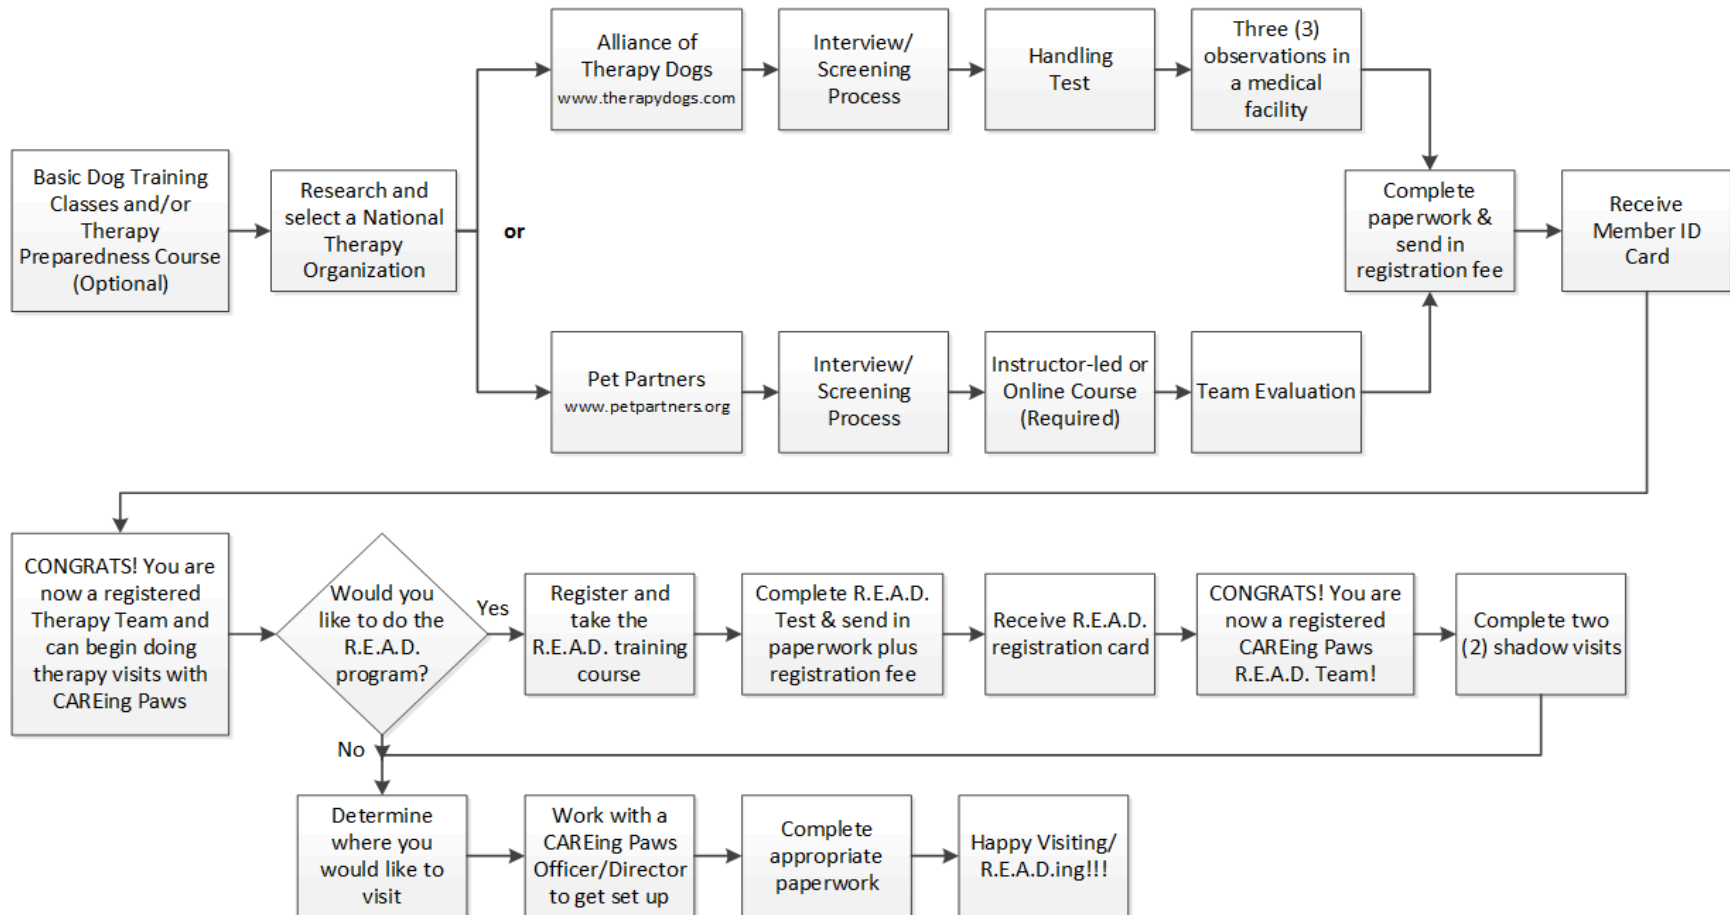 Basic Dog Training
Classes and/or
Therapy
Preparedness Course
(Optional)
Research and
select a National
Therapy
Organization
or
Alliance of
Therapy Dogs
www.therapydogs.com
Interview/
Screening
Process
Handling
Test
Three (3)
observations in
a medical
facility
Pet Partners
www.petpartners.org
Interview/
Screening
Process
Instructor-led or
Online Course
(Required)
Team Evaluation
Complete
paperwork &
send in
registration fee
Receive
Member ID
Card
CONGRATS! You are
now a registered
Therapy Team and
can begin doing
therapy visits with
CAREing Paws
Would you
like to do the
R.E.A.D.
program?
Yes
Register and
take the
R.E.A.D. training
course
Complete R.E.A.D.
Test & send in
paperwork plus
registration fee
Receive R.E.A.D.
registration card
CONGRATS! You are
now a registered
CAREing Paws
R.E.A.D. Team!
Complete two
(2) shadow visits
No
Determine
where you
would like to
visit
Work with a
CAREing Paws
Officer/Director
to get set up
Complete
appropriate
paperwork
Happy Visiting/
R.E.A.D.ing!!!